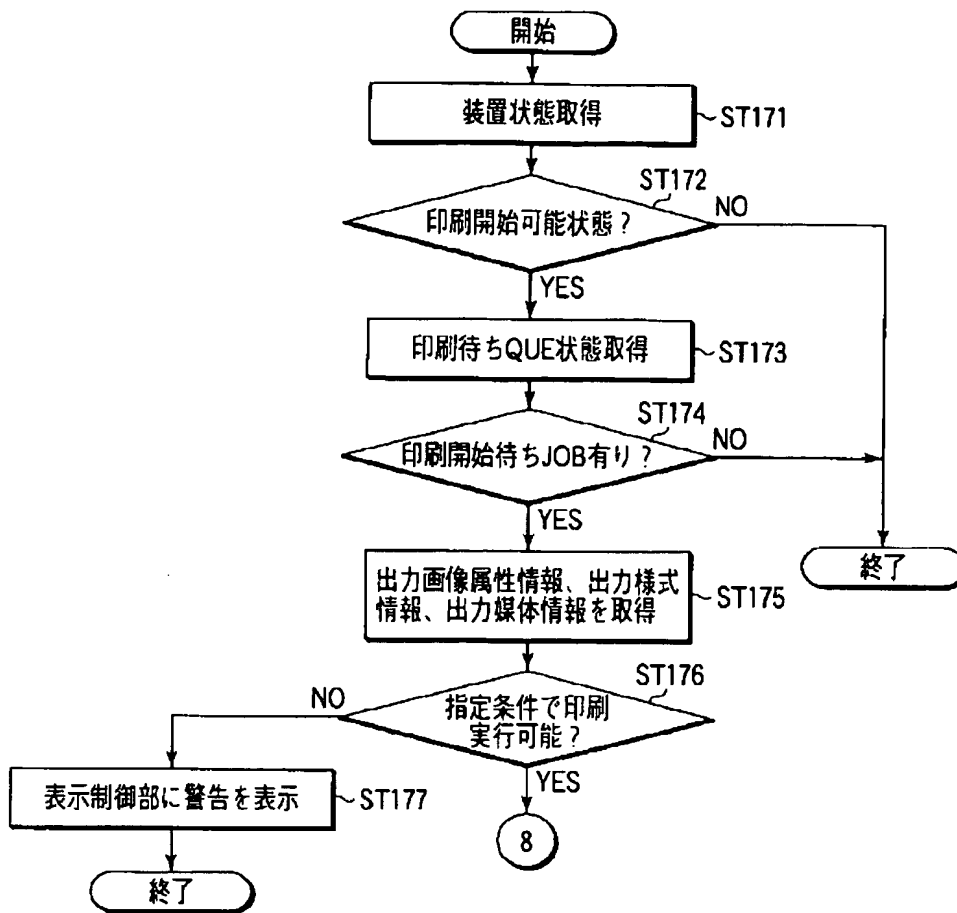 開始
装置状態取得
ST171
ST172
印刷開始可能状態?
NO
YES
印刷待ちQUE状態取得
ST173
ST174
印刷開始待ちJOB有り?
NO
YES
終了
出力画像属性情報、出力様式
情報、出力媒体情報を取得
ST175
ST176
指定条件で印刷
実行可能?
NO
YES
表示制御部に警告を表示
ST177
8
終了